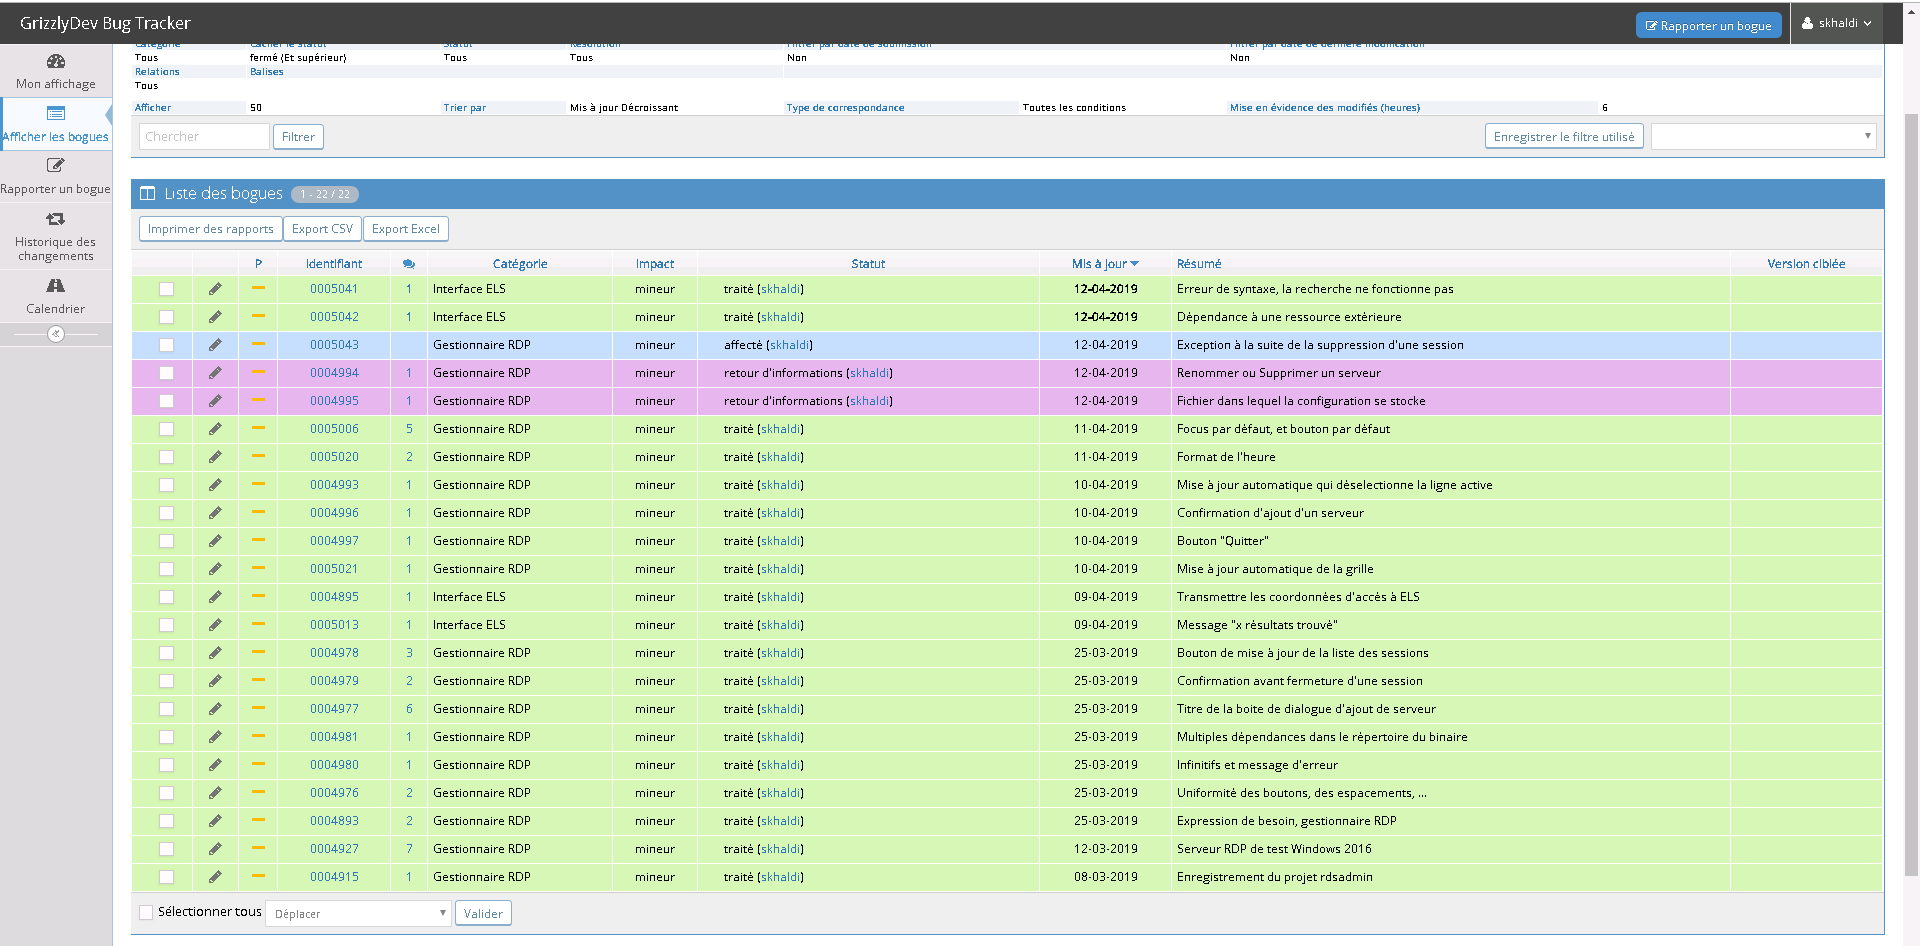 GrizzlyDev Bug Tracker
Rapporter un bogue
skhaldi
Mon affichage
Afficher les bogues
Rapporter un bogue
Historique des
changements
Calendrier
Catégorie Cacher le statut Statut Résolution Filtrer par date de soumission Filtrer par date de dernière modification
Tous fermé (Et supérieur) Tous Tous Non Non
Relations Balises
Tous
Afficher 50 Trier par Mis à jour Décroissant Type de correspondance Toutes les conditions Mise en évidence des modifiés (heures) 6
Chercher Filtrer Enregistrer le filtre utilisé
Liste des bogues 1 - 22 / 22
Imprimer des rapports Export CSV Export Excel
P Identifiant Catégorie Impact Statut Mis à jour Résumé Version ciblée
0005041 1 Interface ELS mineur traité (skhaldi) 12-04-2019 Erreur de syntaxe, la recherche ne fonctionne pas
0005042 1 Interface ELS mineur traité (skhaldi) 12-04-2019 Dépendance à une ressource extérieure
0005043 Gestionnaire RDP mineur affecté (skhaldi) 12-04-2019 Exception à la suite de la suppression d'une session
0004994 1 Gestionnaire RDP mineur retour d'informations (skhaldi) 12-04-2019 Renommer ou Supprimer un serveur
0004995 1 Gestionnaire RDP mineur retour d'informations (skhaldi) 12-04-2019 Fichier dans lequel la configuration se stocke
0005006 5 Gestionnaire RDP mineur traité (skhaldi) 11-04-2019 Focus par défaut, et bouton par défaut
0005020 2 Gestionnaire RDP mineur traité (skhaldi) 11-04-2019 Format de l'heure
0004993 1 Gestionnaire RDP mineur traité (skhaldi) 10-04-2019 Mise à jour automatique qui déselectionne la ligne active
0004996 1 Gestionnaire RDP mineur traité (skhaldi) 10-04-2019 Confirmation d'ajout d'un serveur
0004997 1 Gestionnaire RDP mineur traité (skhaldi) 10-04-2019 Bouton "Quitter"
0005021 1 Gestionnaire RDP mineur traité (skhaldi) 10-04-2019 Mise à jour automatique de la grille
0004895 1 Interface ELS mineur traité (skhaldi) 09-04-2019 Transmettre les coordonnées d'accés à ELS
0005013 1 Interface ELS mineur traité (skhaldi) 09-04-2019 Message "x résultats trouvé"
0004978 3 Gestionnaire RDP mineur traité (skhaldi) 25-03-2019 Bouton de mise à jour de la liste des sessions
0004979 2 Gestionnaire RDP mineur traité (skhaldi) 25-03-2019 Confirmation avant fermeture d'une session
0004977 6 Gestionnaire RDP mineur traité (skhaldi) 25-03-2019 Titre de la boite de dialogue d'ajout de serveur
0004981 1 Gestionnaire RDP mineur traité (skhaldi) 25-03-2019 Multiples dépendances dans le répertoire du binaire
0004980 1 Gestionnaire RDP mineur traité (skhaldi) 25-03-2019 Infinitifs et message d'erreur
0004976 2 Gestionnaire RDP mineur traité (skhaldi) 25-03-2019 Uniformité des boutons, des espacements, ...
0004893 2 Gestionnaire RDP mineur traité (skhaldi) 25-03-2019 Expression de besoin, gestionnaire RDP
0004927 7 Gestionnaire RDP mineur traité (skhaldi) 12-03-2019 Serveur RDP de test Windows 2016
0004915 1 Gestionnaire RDP mineur traité (skhaldi) 08-03-2019 Enregistrement du projet rdsadmin
Sélectionner tous Déplacer Valider